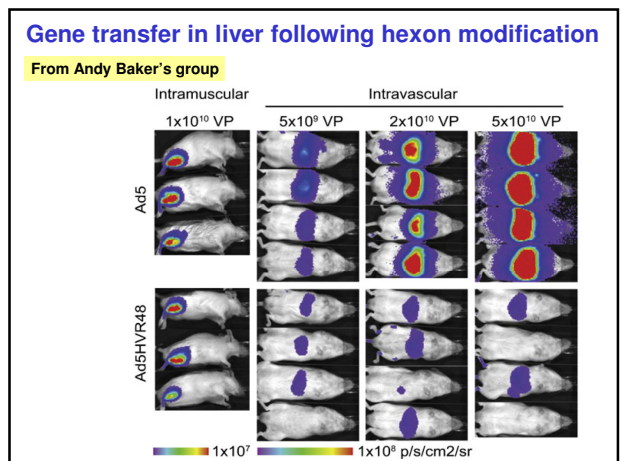 Gene transfer in liver following hexon modification
From Andy Baker's group
Intramuscular Intravascular
1x10¹⁰ VP 5x10⁹ VP 2x10¹⁰ VP 5x10¹⁰ VP
Ad5
Ad5HVR48
1x10⁷ 1x10⁸ p/s/cm2/sr